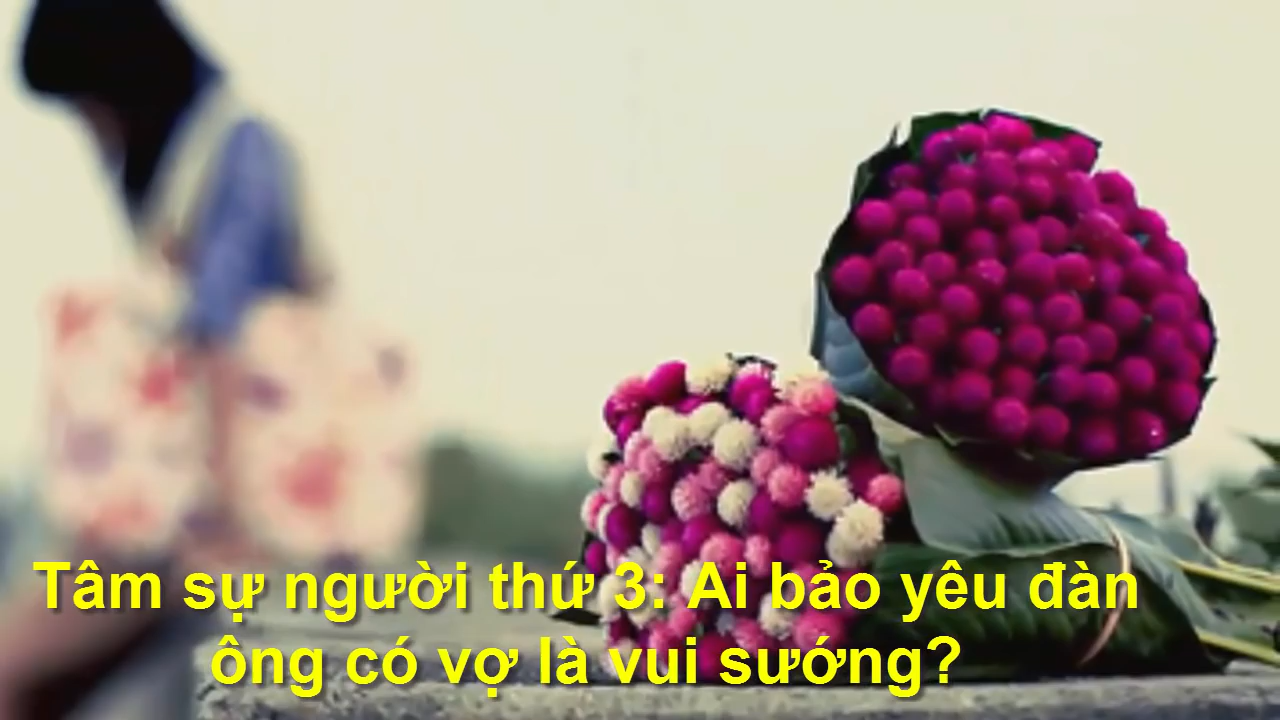 Tâm sự người thứ 3: Ai bảo yêu đàn
ông có vợ là vui sướng?